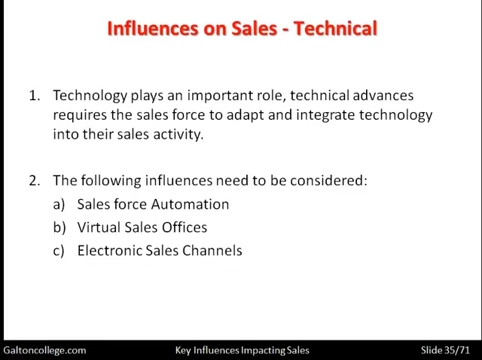 Influences on Sales - Technical
1. Technology plays an important role, technical advances
requires the sales force to adapt and integrate technology
into their sales activity.
2. The following influences need to be considered:
a) Sales force Automation
b) Virtual Sales Offices
c) Electronic Sales Channels
Galtoncollege.com Key Influences Impacting Sales Slide 35/71